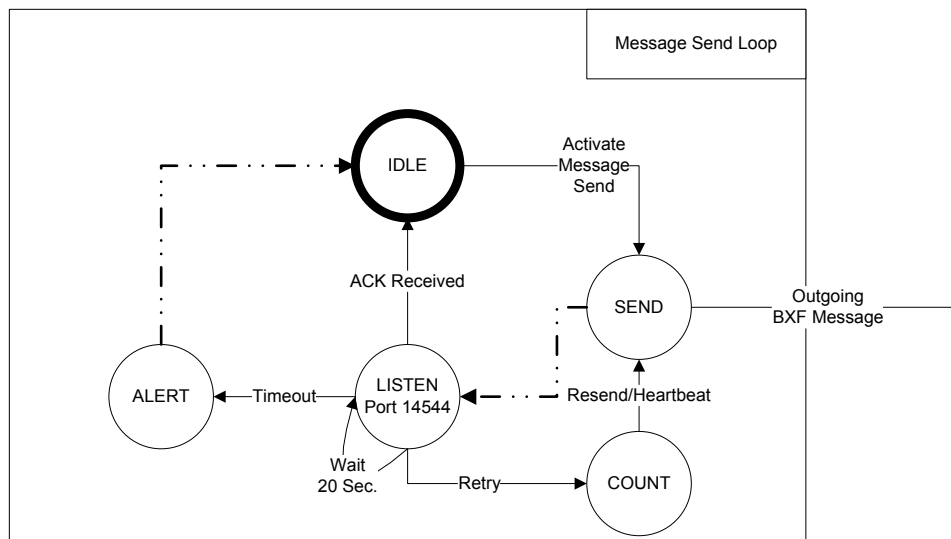 Message Send Loop
IDLE
Activate
Message
Send
ACK Received
SEND
Outgoing
BXF Message
ALERT
Timeout
LISTEN
Port 14544
Resend/Heartbeat
Wait
20 Sec.
Retry
COUNT